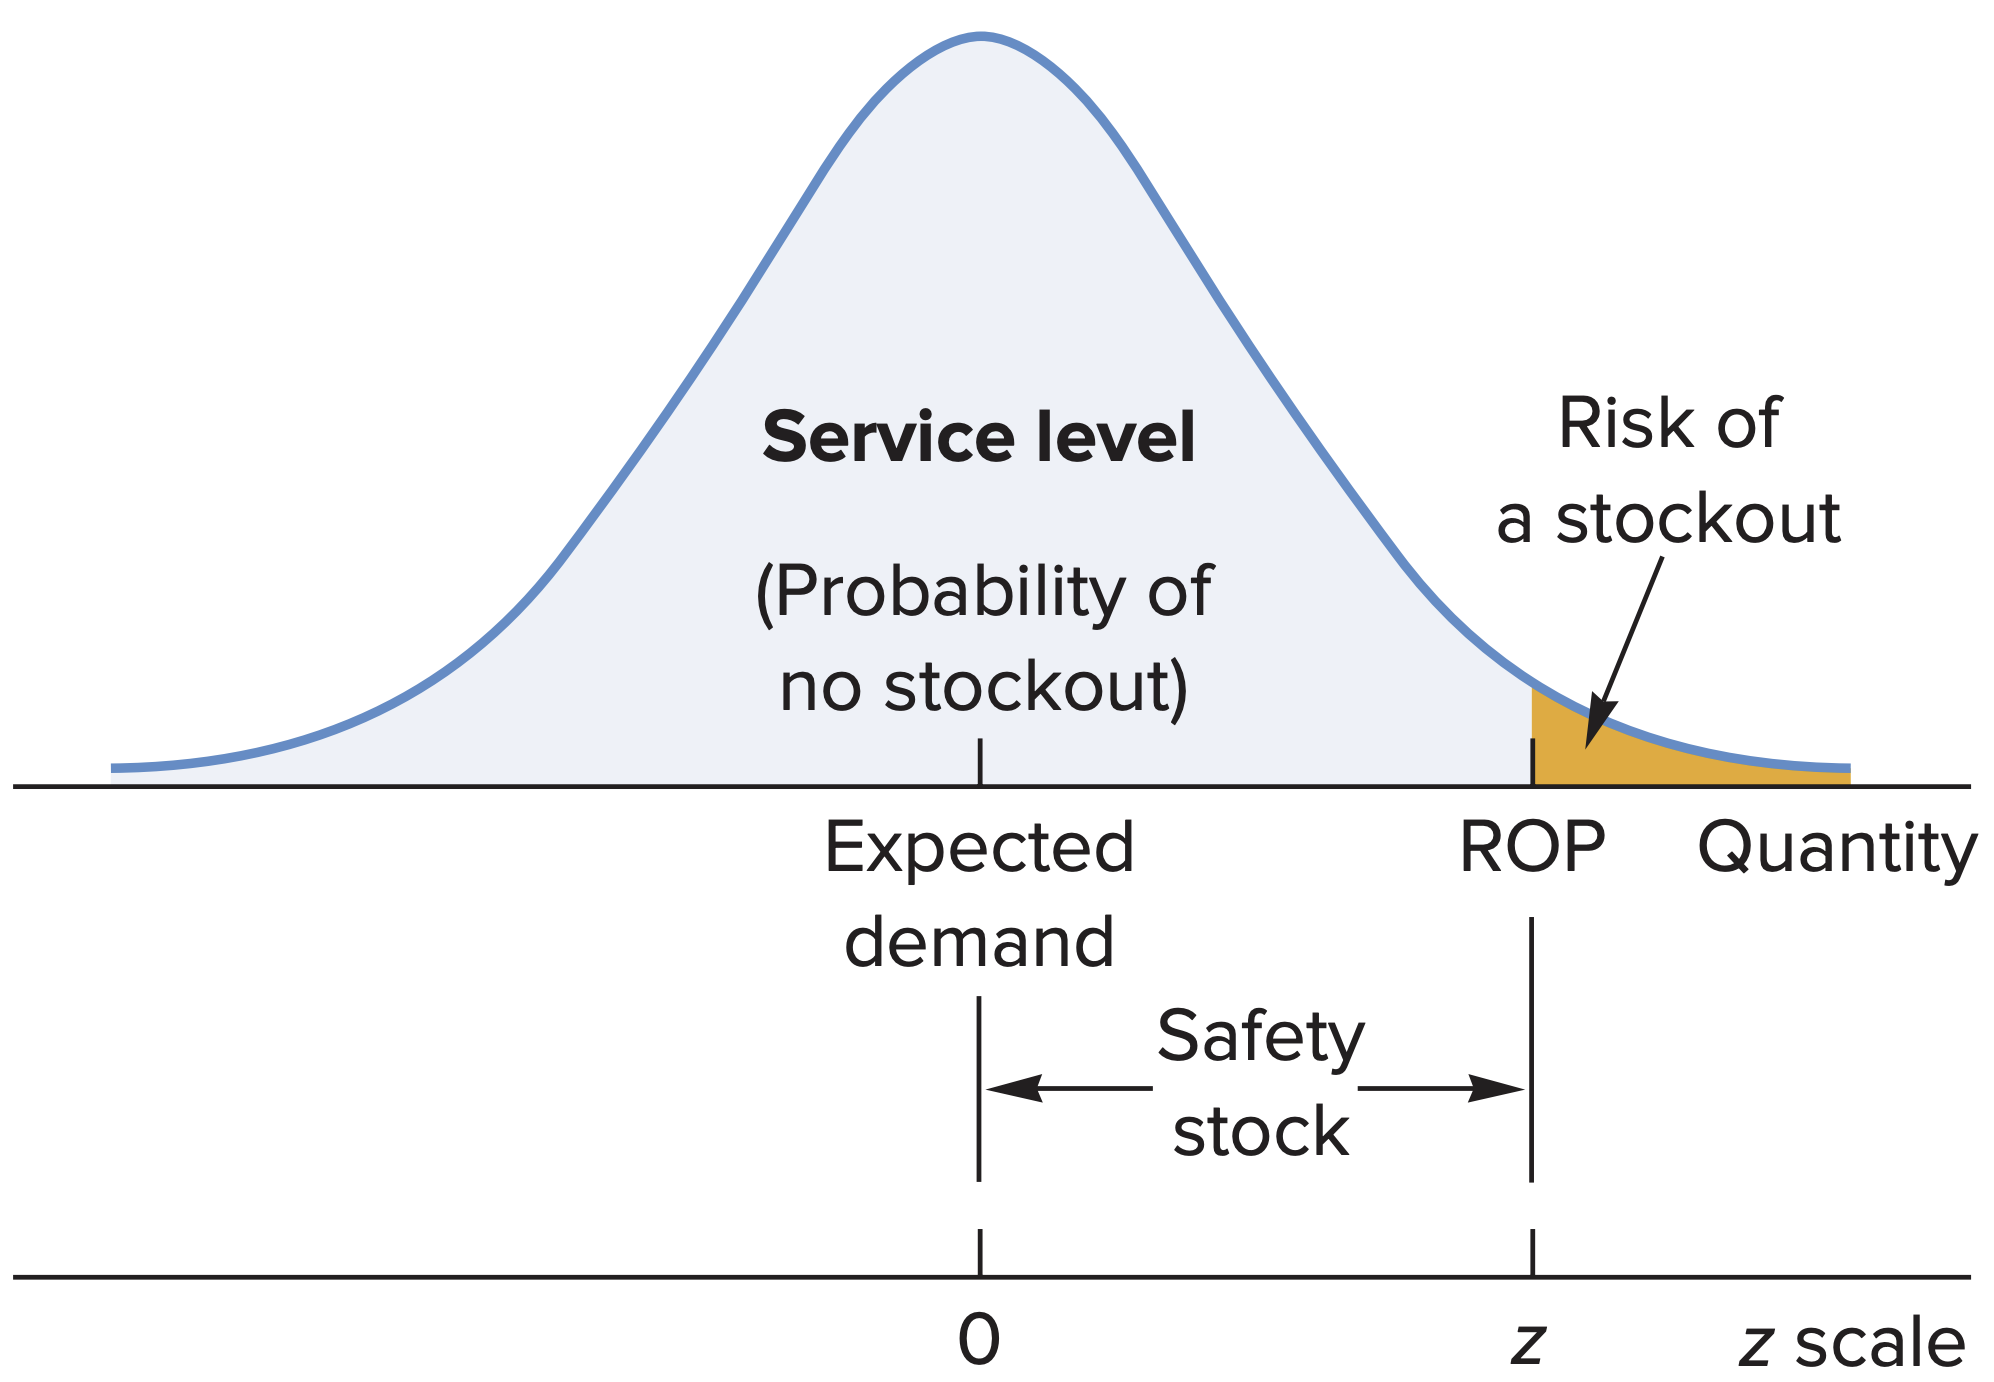 Service level
(Probability of
no stockout)
Risk of
a stockout
Expected
demand
ROP
Quantity
Safety
stock
0
z
z scale